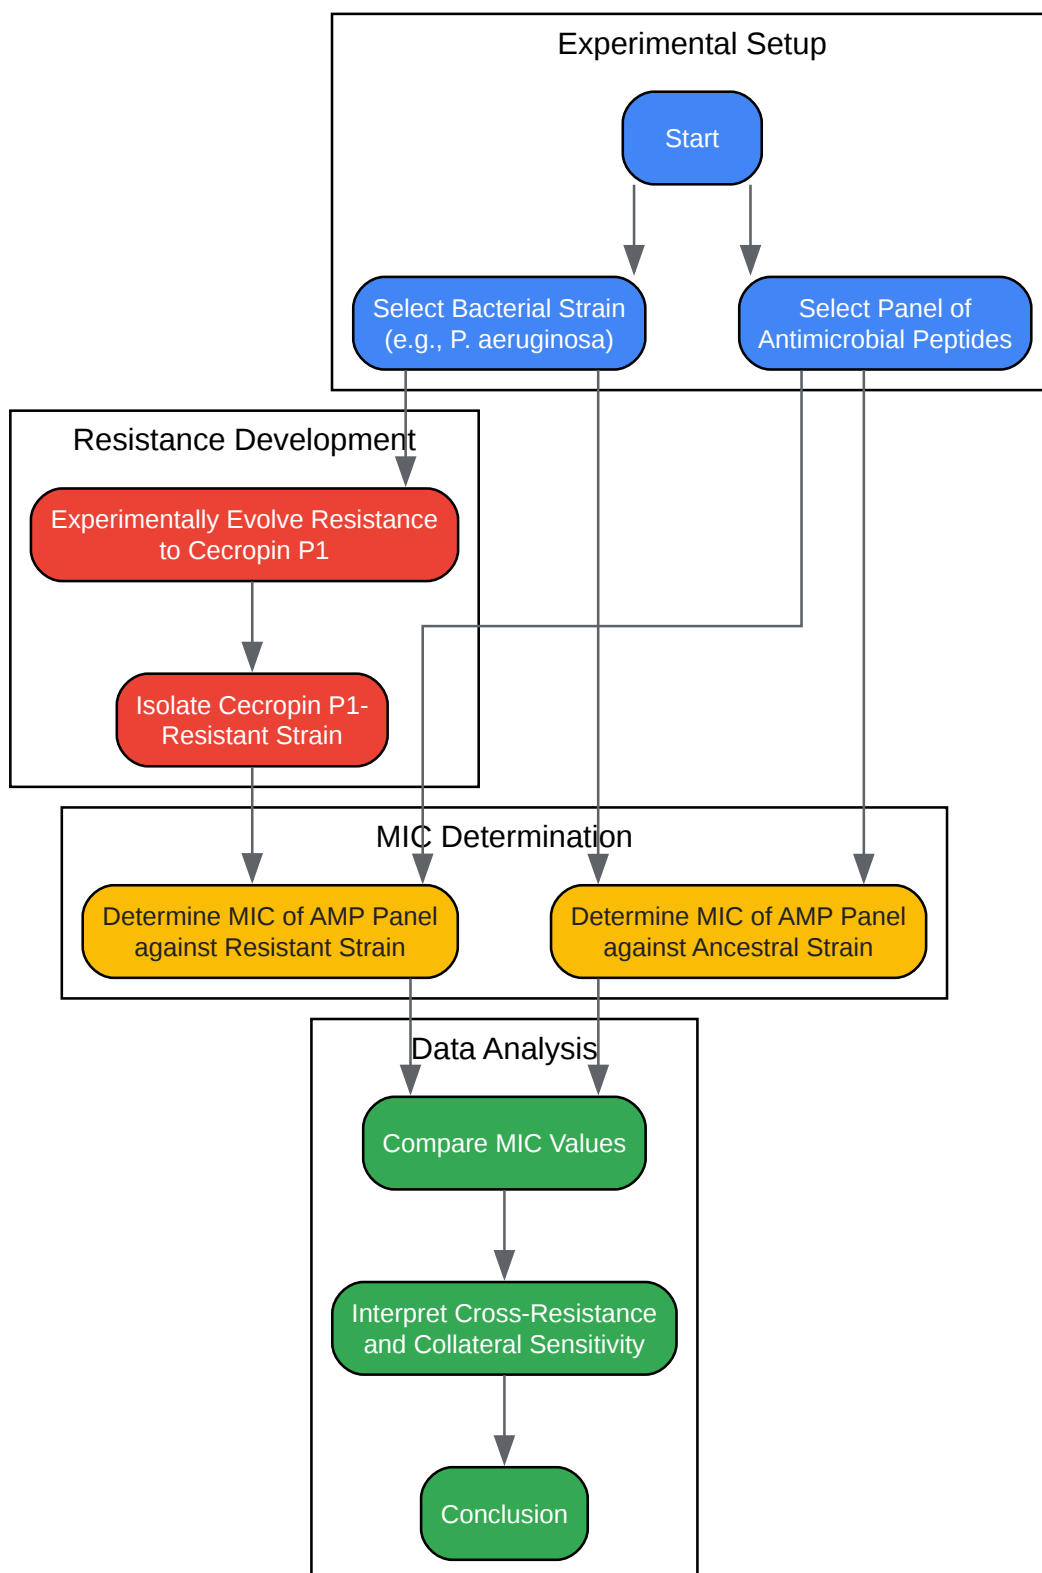 Experimental Setup
Start
Select Bacterial Strain
(e.g., P. aeruginosa)
Select Panel of
Antimicrobial Peptides
Resistance Development
Experimentally Evolve Resistance
to Cecropin P1
Isolate Cecropin P1-
Resistant Strain
MIC Determination
Determine MIC of AMP Panel
against Resistant Strain
Determine MIC of AMP Panel
against Ancestral Strain
Data Analysis
Compare MIC Values
Interpret Cross-Resistance
and Collateral Sensitivity
Conclusion